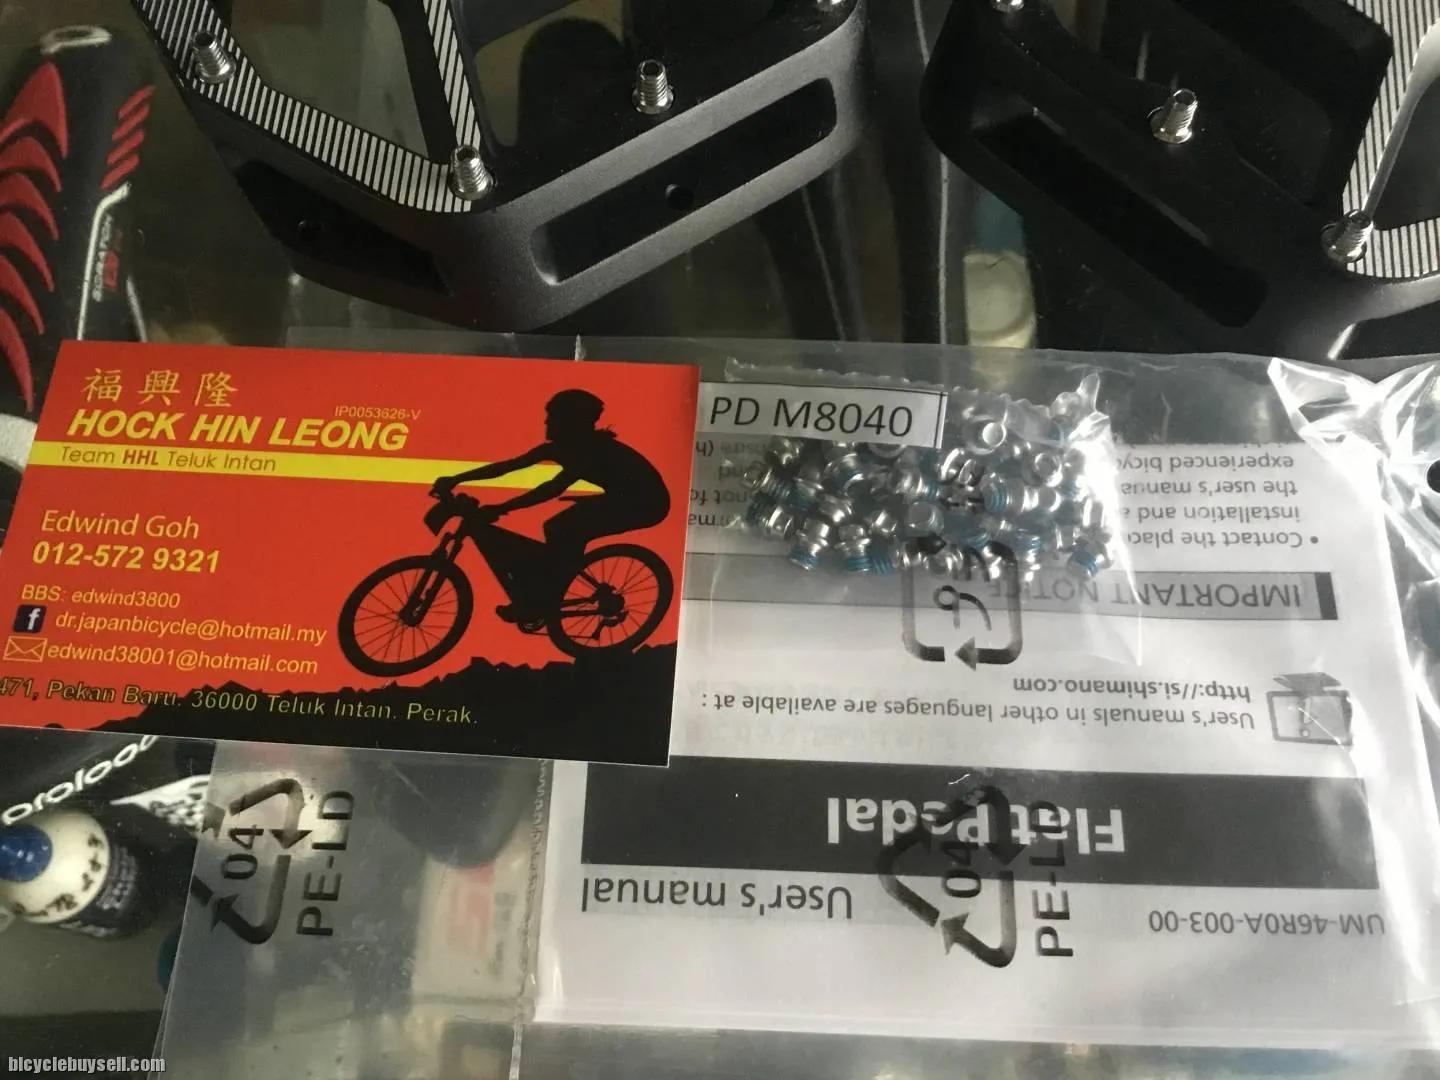 福興隆
IP0053626-V
HOCK HIN LEONG
Team HHL Teluk Intan
Edwind Goh
012-572 9321
BBS: edwind3800
f dr.japanbicycle@hotmail.my
edwind38001@hotmail.com
471, Pekan Baru. 36000 Teluk Intan. Perak.
PD M8040
User's manual
UM-46R0A-003-00
Flat Pedal
User's manuals in other languages are available at :
http://si.shimano.com
IMPORTANT NOTICE
• Contact the place
installation and
the user's manua
experienced bicyc
04
PE-LD
04
PE-LD
bicyclebuysell.com